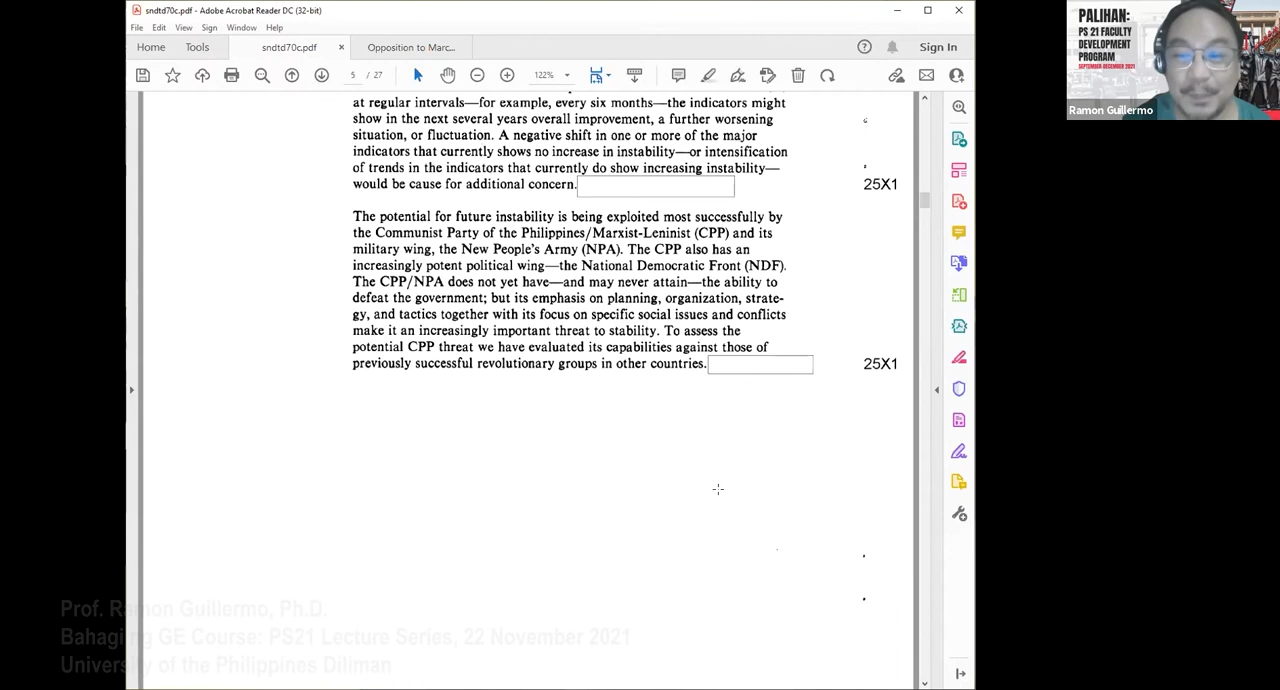 sndtd70c.pdf - Adobe Acrobat Reader DC (32-bit)
File Edit View Sign Window Help
Home Tools sndtd70c.pdf × Opposition to Marc... Sign In
5 / 27 122%
at regular intervals—for example, every six months—the indicators might
show in the next several years overall improvement, a further worsening
situation, or fluctuation. A negative shift in one or more of the major
indicators that currently shows no increase in instability—or intensification
of trends in the indicators that currently do show increasing instability—
would be cause for additional concern.
25X1
The potential for future instability is being exploited most successfully by
the Communist Party of the Philippines/Marxist-Leninist (CPP) and its
military wing, the New People's Army (NPA). The CPP also has an
increasingly potent political wing—the National Democratic Front (NDF).
The CPP/NPA does not yet have—and may never attain—the ability to
defeat the government; but its emphasis on planning, organization, strate-
gy, and tactics together with its focus on specific social issues and conflicts
make it an increasingly important threat to stability. To assess the
potential CPP threat we have evaluated its capabilities against those of
previously successful revolutionary groups in other countries.
25X1
PALIHAN:
PS 21 FACULTY
DEVELOPMENT
PROGRAM
SEPTEMBER-DECEMBER 2021
Ramon Guillermo
Prof. Ramon Guillermo, Ph.D.
Bahaging GE Course: PS21 Lecture Series, 22 November 2021
University of the Philippines Diliman